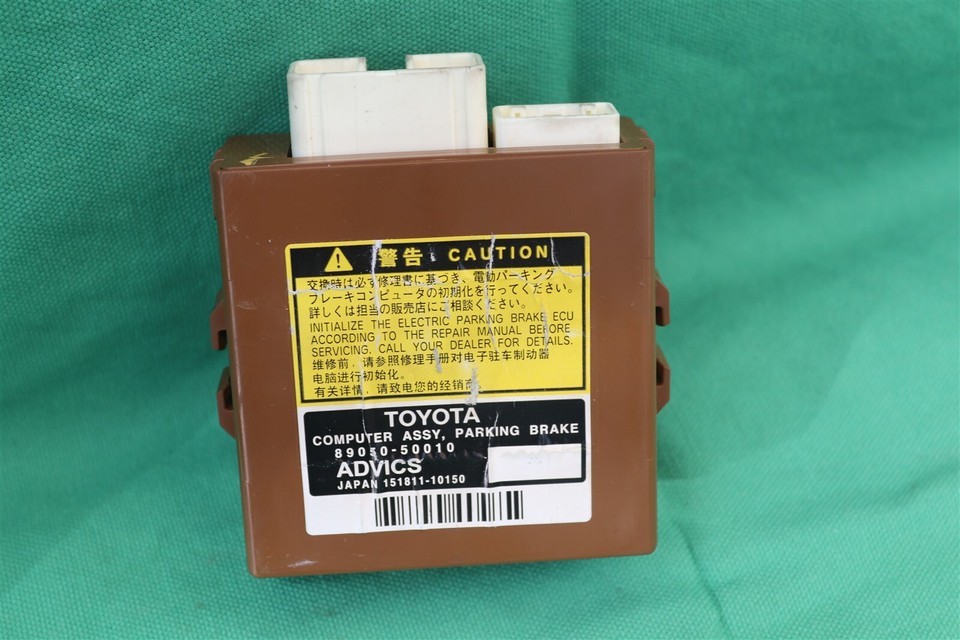 警告 CAUTION
交換時は必ず修理書に基づき、電動パーキング
ブレーキコンピュータの初期化を行ってください。
詳しくは担当の販売店にご相談ください。
INITIALIZE THE ELECTRIC PARKING BRAKE ECU
ACCORDING TO THE REPAIR MANUAL BEFORE
SERVICING. CALL YOUR DEALER FOR DETAILS.
维修前，请参照修理手册对电子驻车制动器
电脑进行初始化。
有关详情，请致电您的经销商。
TOYOTA
COMPUTER ASSY, PARKING BRAKE
89050-50010
ADVICS
JAPAN 151811-10150